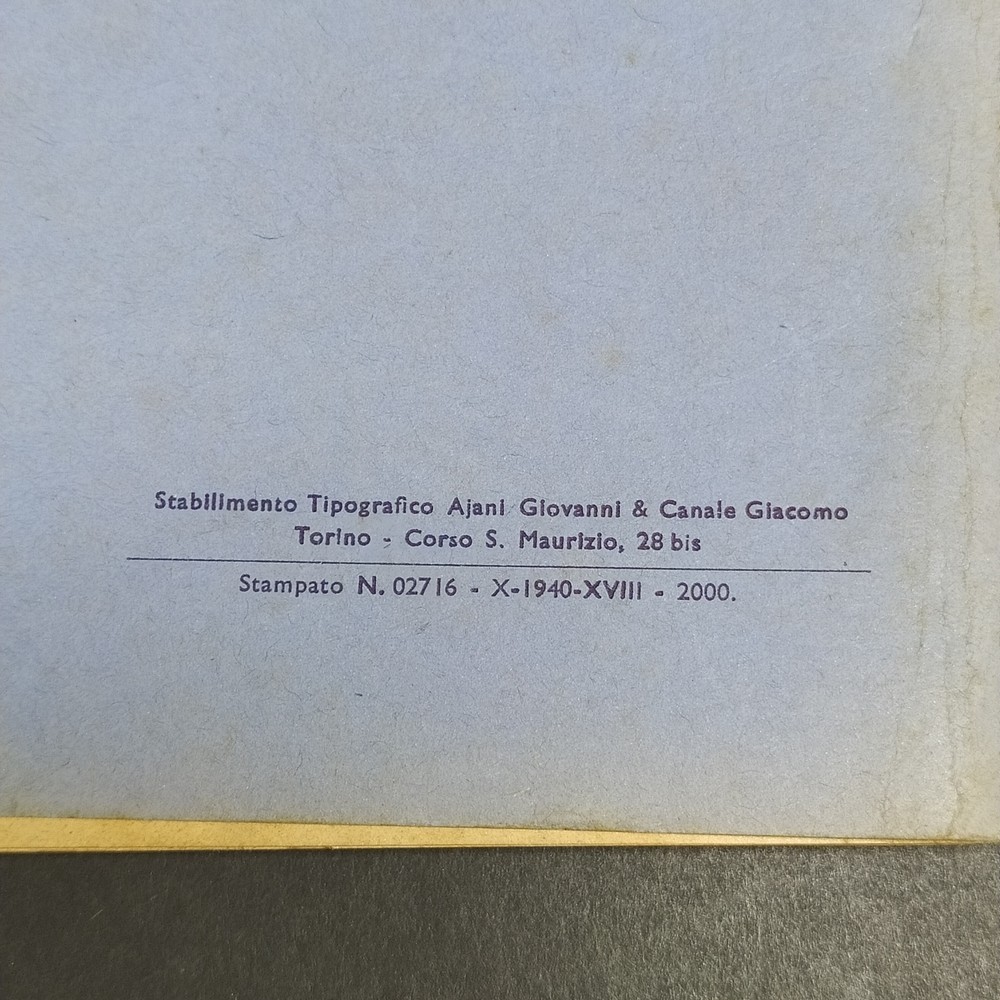 Stabilimento Tipografico Ajani Giovanni & Canale Giacomo
Torino - Corso S. Maurizio, 28 bis
Stampato N. 02716 - X-1940-XVIII - 2000.